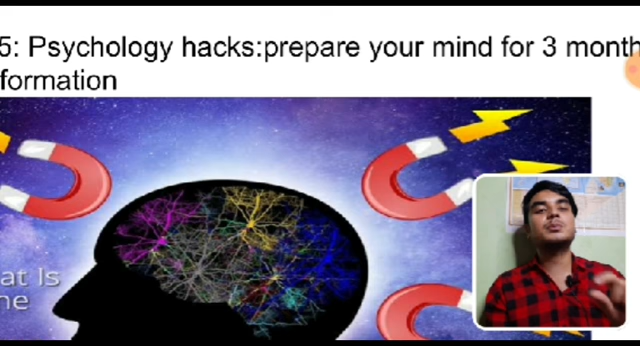 5: Psychology hacks:prepare your mind for 3 month
formation
at Is
ne